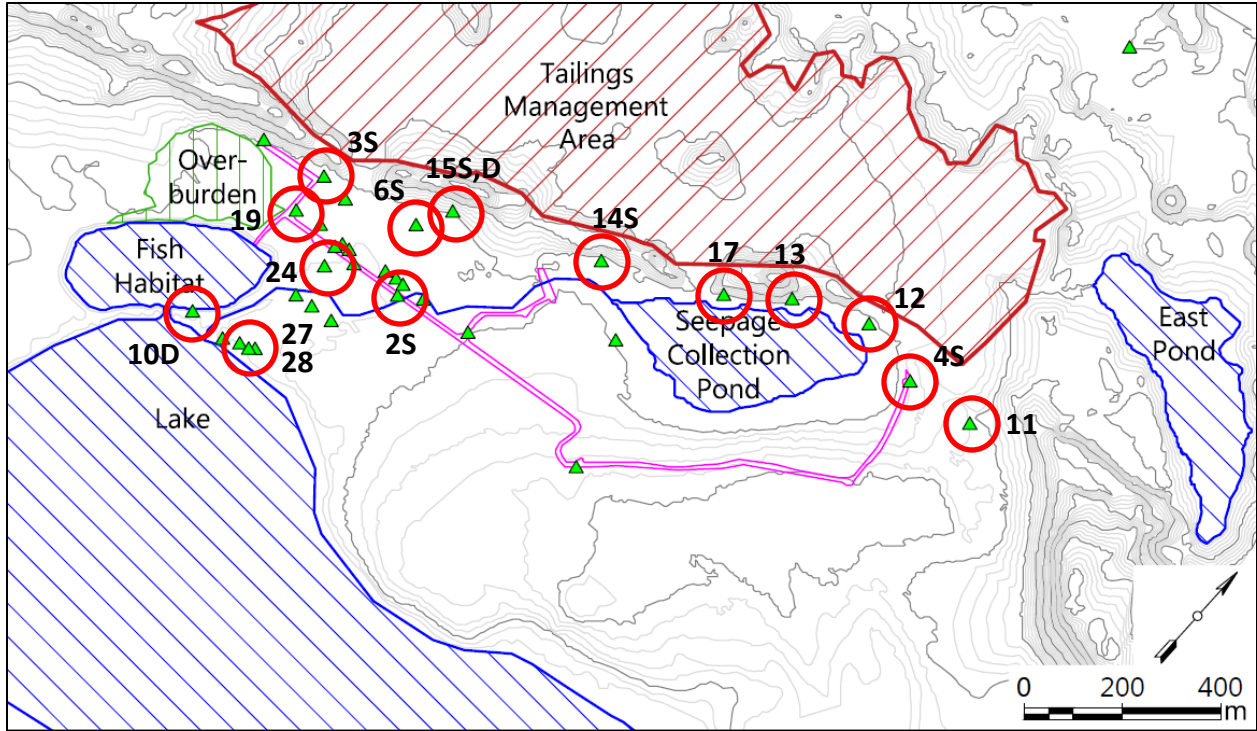 Tailings
Management
Area
3S
Over-
burden
15S,D
6S
19
14S
Fish
Habitat
24
17
13
12
East
Pond
Seepage
Collection
Pond
27
28
10D
2S
4S
Lake
11
0 200 400
m